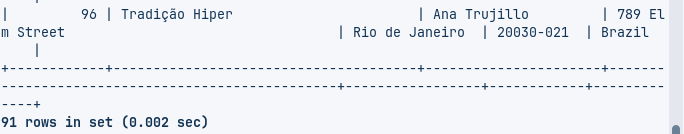 |         96 | Tradição Hiper                       | Ana Trujillo         | 789 El
m Street                                  | Rio de Janeiro  | 20030-021  | Brazil
    |
+------------+--------------------------------------+----------------------+-------
------------------------------------------+-----------------+------------+---------
----+
91 rows in set (0.002 sec)